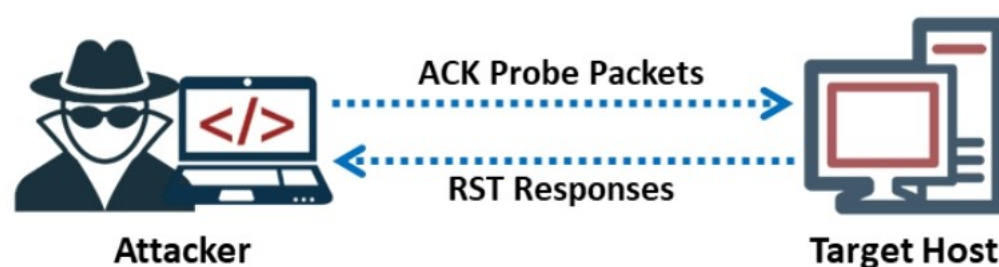 ACK Probe Packets
</>
RST Responses
Attacker
Target Host